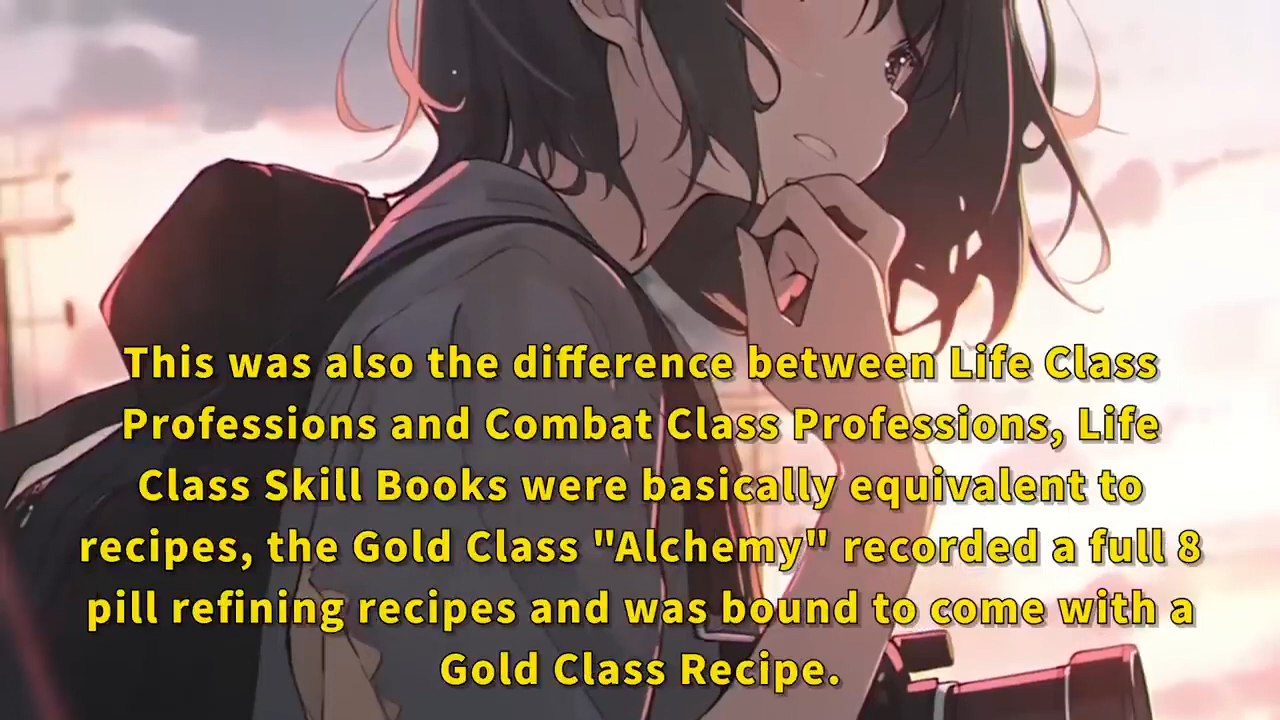 This was also the difference between Life Class
Professions and Combat Class Professions, Life
Class Skill Books were basically equivalent to
recipes, the Gold Class "Alchemy" recorded a full 8
pill refining recipes and was bound to come with a
Gold Class Recipe.